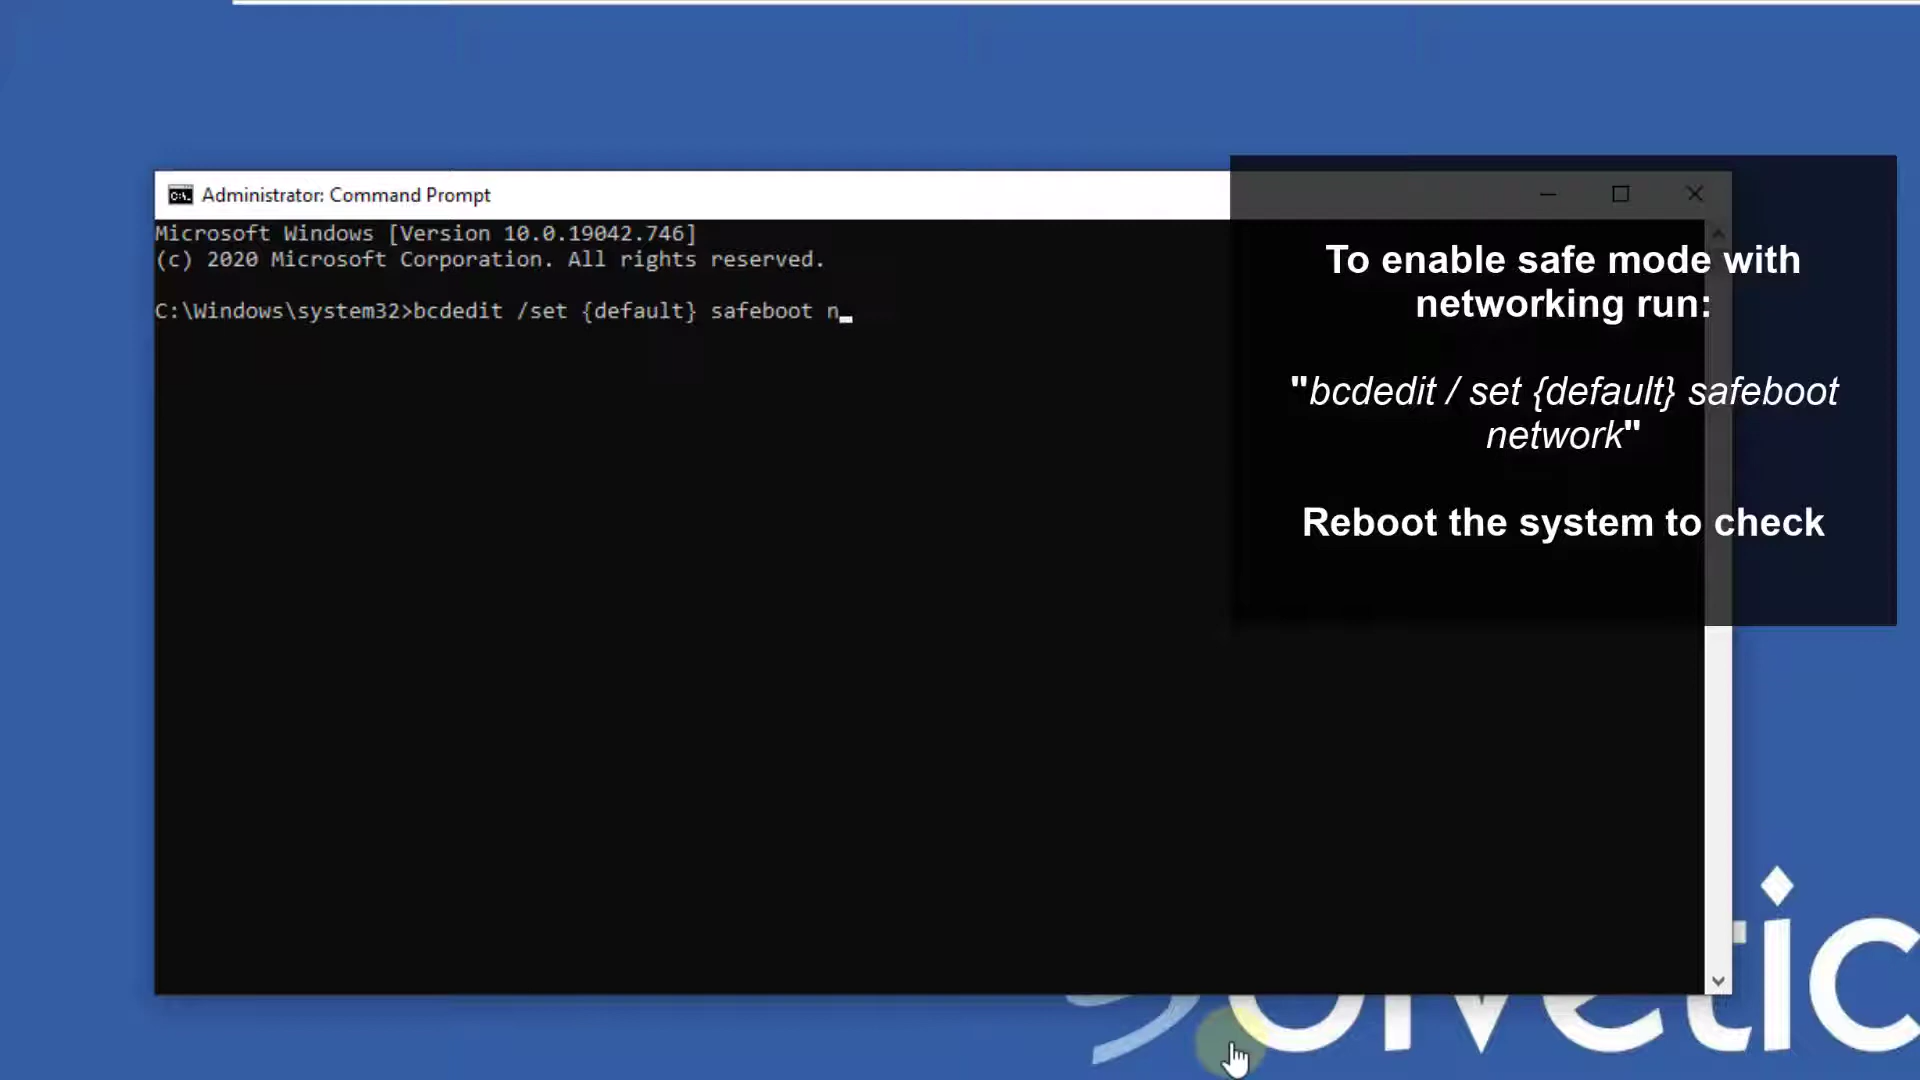 Administrator: Command Prompt
Microsoft Windows [Version 10.0.19042.746]
(c) 2020 Microsoft Corporation. All rights reserved.
C:\Windows\system32>bcdedit /set {default} safeboot n_
To enable safe mode with
networking run:
"bcdedit / set {default} safeboot
network"
Reboot the system to check
Solvetic